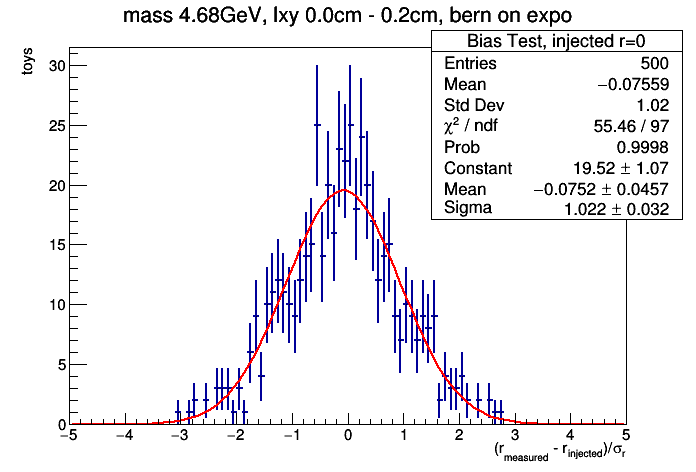 mass 4.68GeV, lxy 0.0cm - 0.2cm, bern on expo
toys
Bias Test, injected r=0
Entries 500
Mean −0.07559
Std Dev 1.02
χ² / ndf 55.46 / 97
Prob 0.9998
Constant 19.52 ± 1.07
Mean −0.0752 ± 0.0457
Sigma 1.022 ± 0.032
30
25
20
15
10
5
0
−5 −4 −3 −2 −1 0 1 2 3 4 5
(r_measured - r_injected)/σ_r